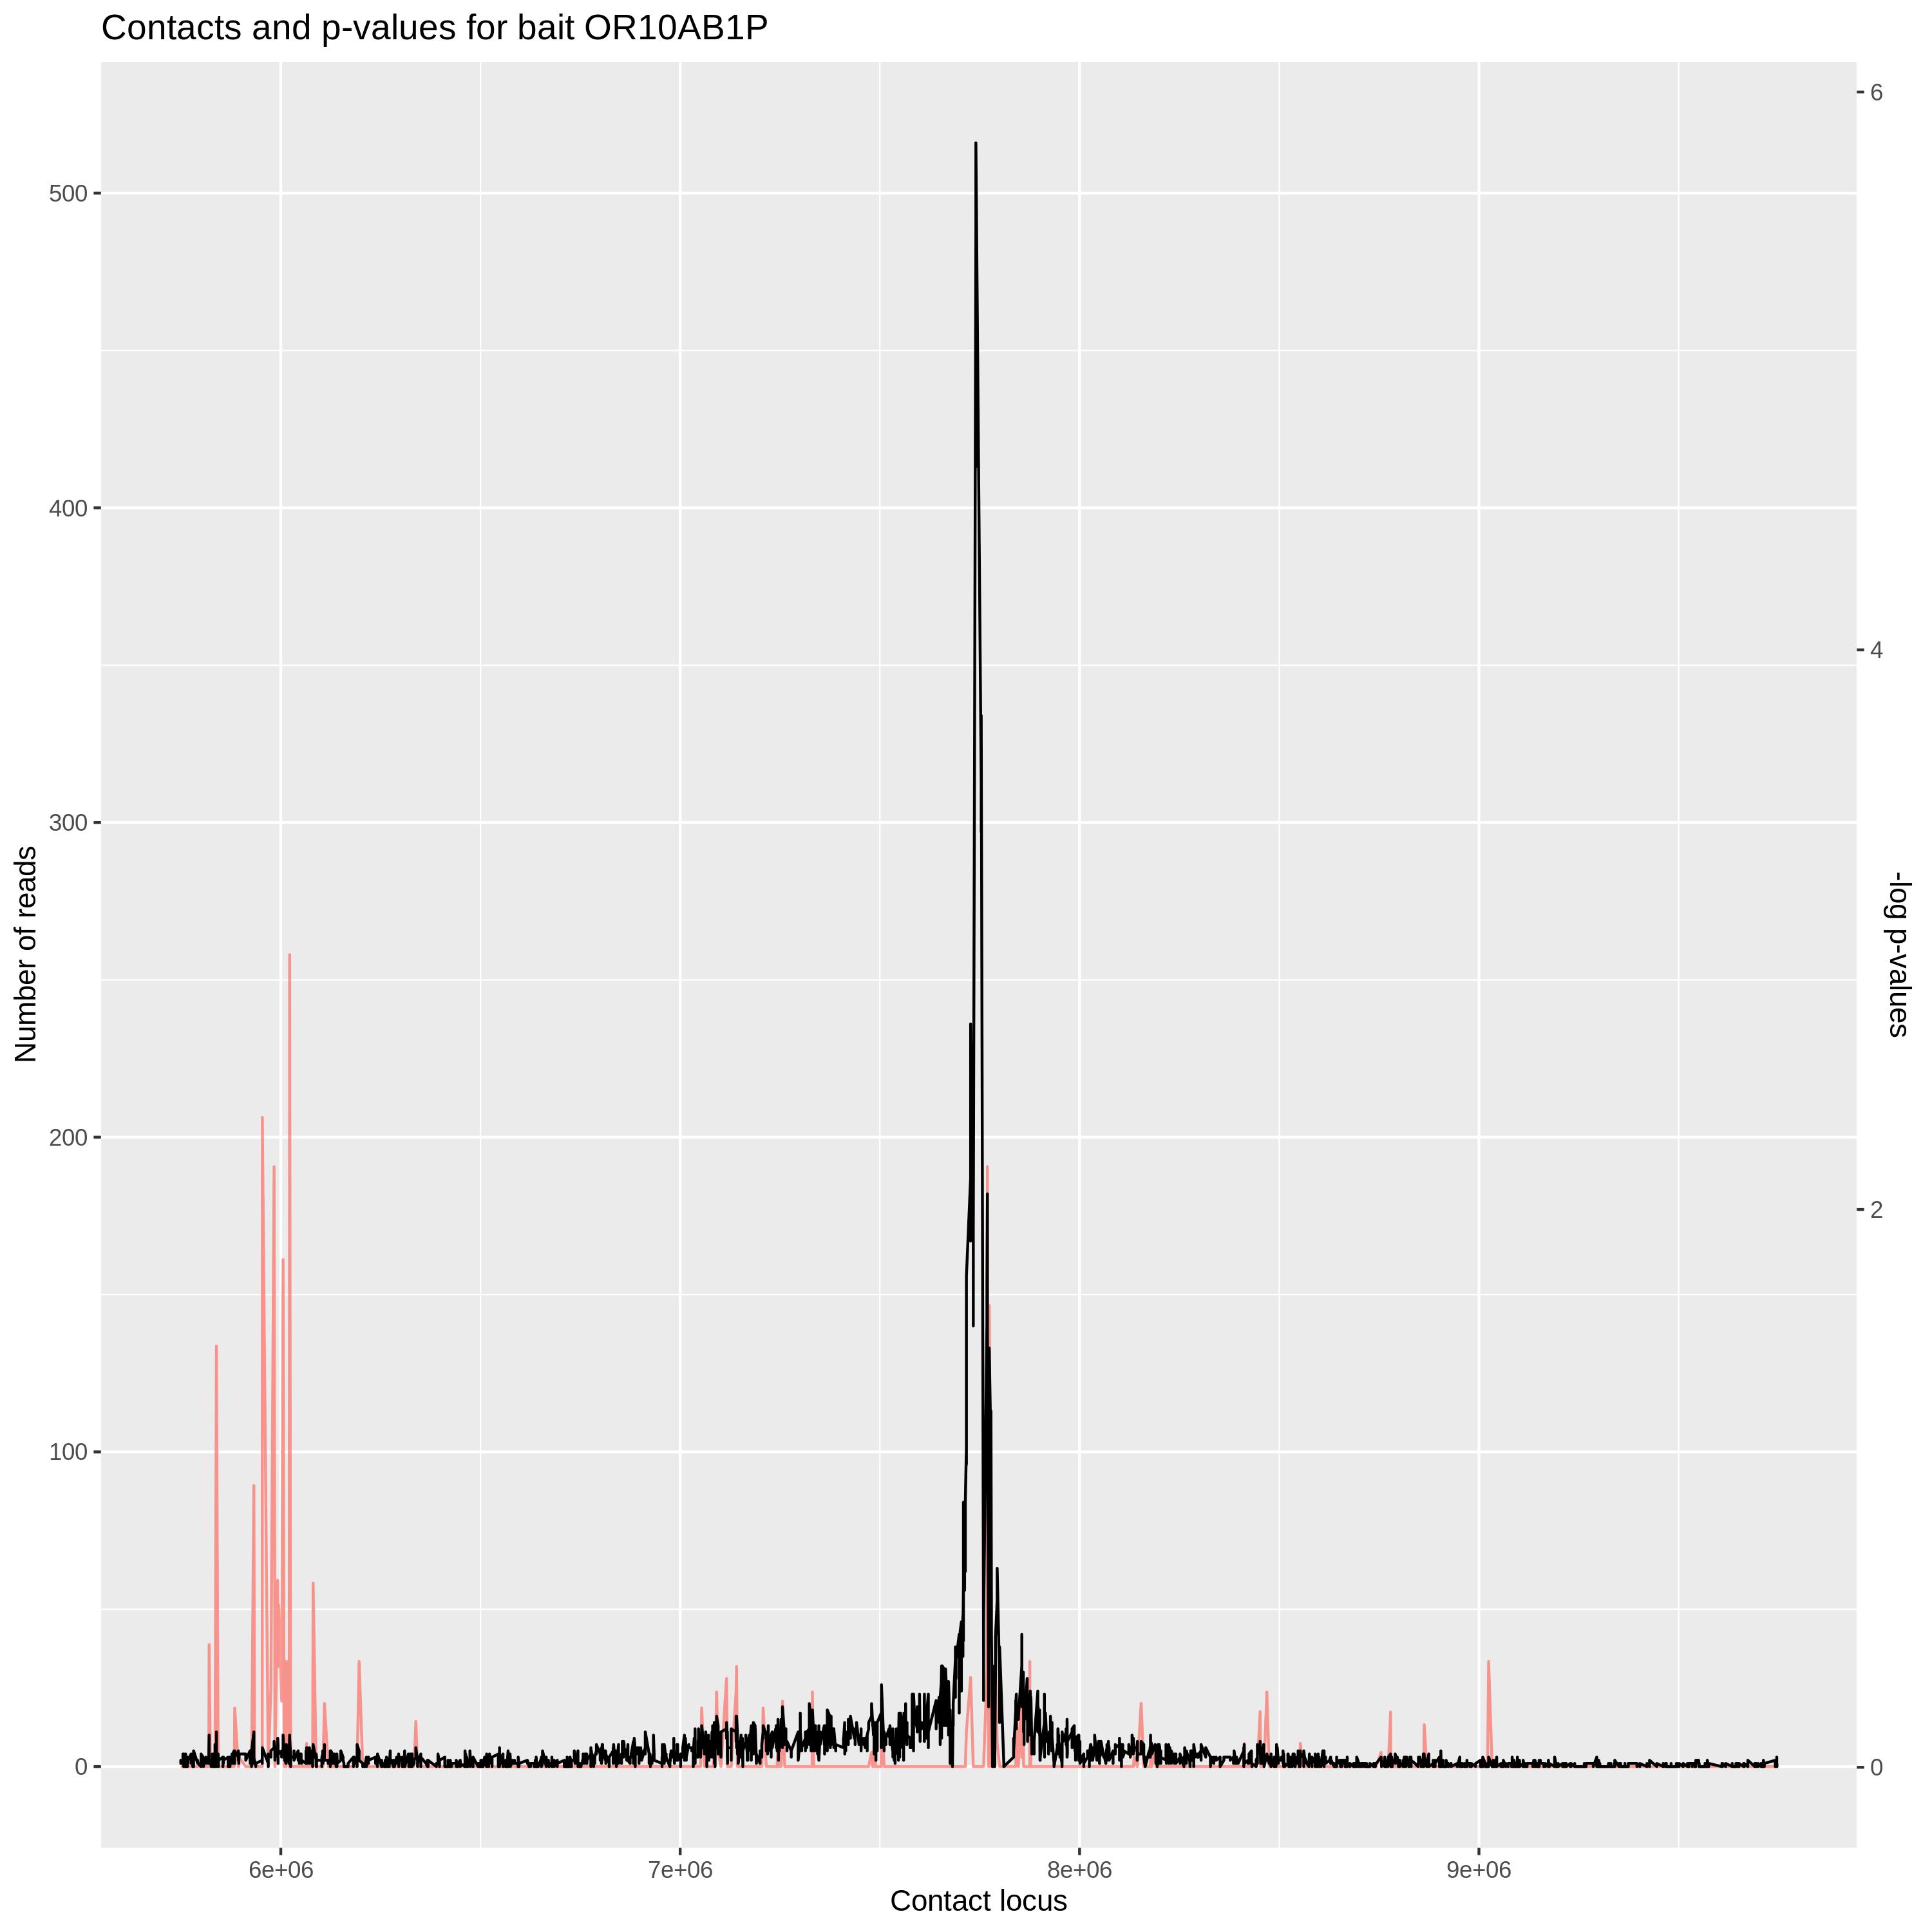 Contacts and p-values for bait OR10AB1P
Number of reads
500
400
300
200
100
0
6
4
2
0
-log p-values
6e+06
7e+06
8e+06
9e+06
Contact locus